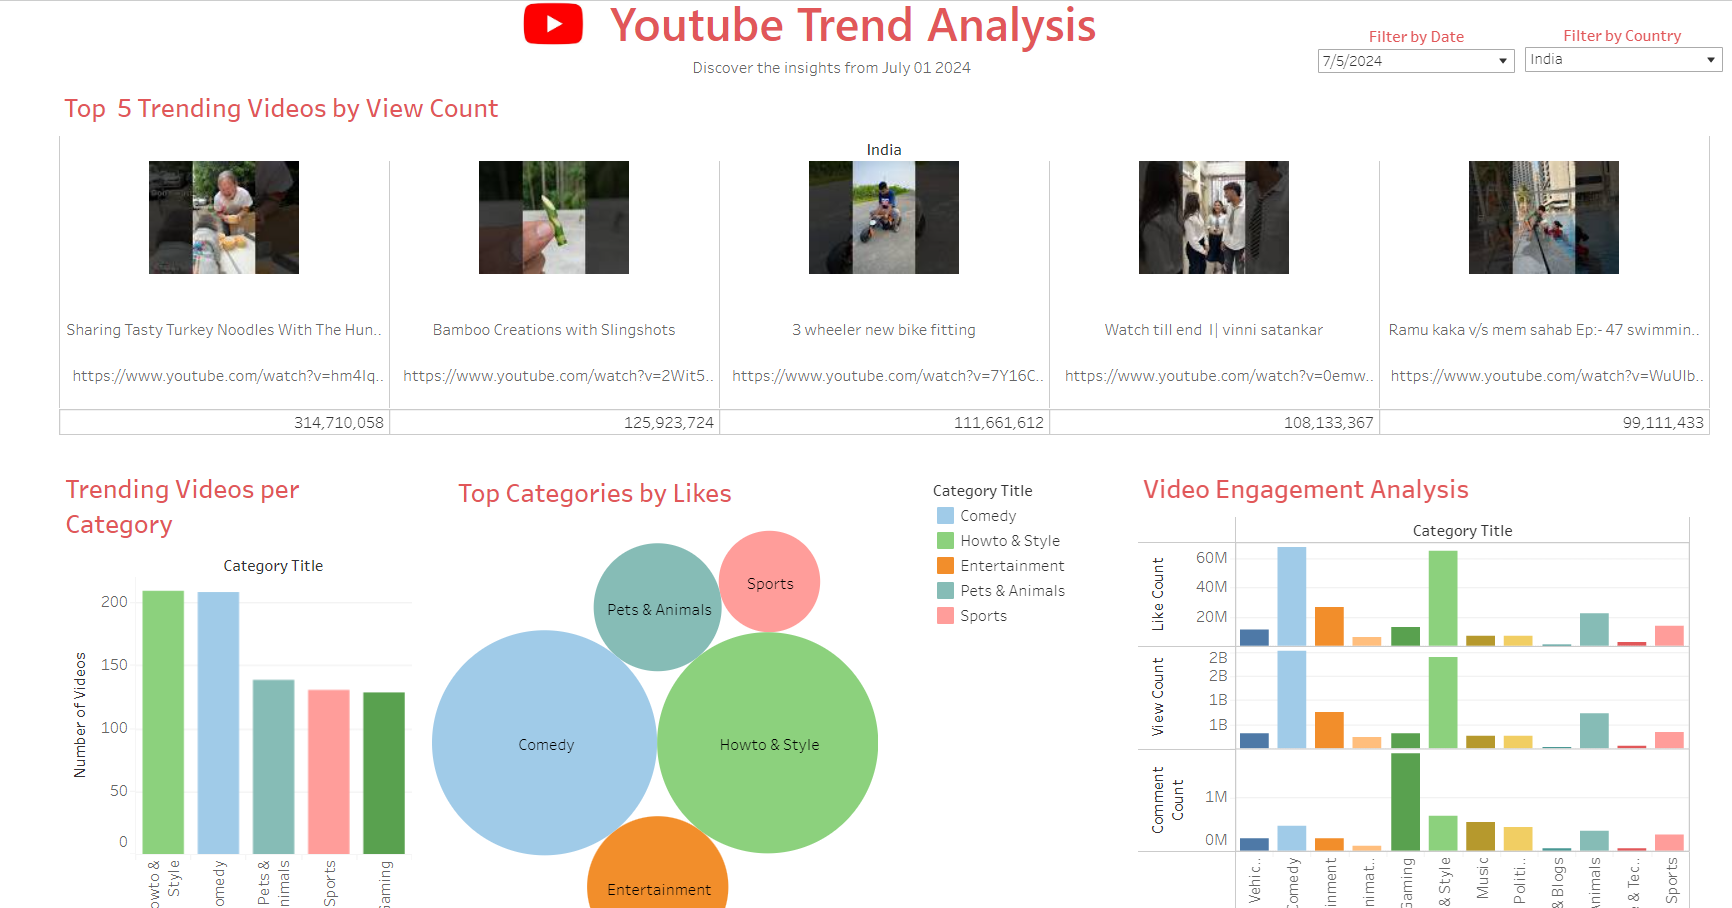 Youtube Trend Analysis
Discover the insights from July 01 2024
Filter by Date
7/5/2024
Filter by Country
India
Top 5 Trending Videos by View Count
India
Sharing Tasty Turkey Noodles With The Hun..
Bamboo Creations with Slingshots
3 wheeler new bike fitting
Watch till end || vinni satankar
Ramu kaka v/s mem sahab Ep:- 47 swimmin..
https://www.youtube.com/watch?v=hm4Iq..
https://www.youtube.com/watch?v=2Wit5..
https://www.youtube.com/watch?v=7Y16C..
https://www.youtube.com/watch?v=0emw..
https://www.youtube.com/watch?v=WuUIb..
314,710,058
125,923,724
111,661,612
108,133,367
99,111,433
Trending Videos per
Category
Category Title
Number of Videos
200
150
100
50
0
owto &
Style
omedy
Pets &
nimals
Sports
Gaming
Top Categories by Likes
Pets & Animals
Sports
Comedy
Howto & Style
Entertainment
Category Title
Comedy
Howto & Style
Entertainment
Pets & Animals
Sports
Video Engagement Analysis
Category Title
Like Count
60M
40M
20M
View Count
2B
2B
1B
1B
Comment
Count
1M
0M
Vehic..
omedy
inment
nimat..
Gaming
& Style
Music
Politi..
& Blogs
Animals
e & Tec..
Sports